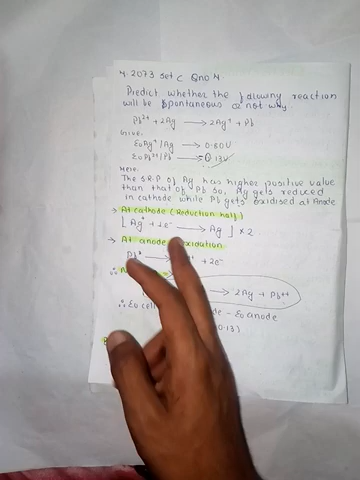 4. 2073 Set C Qno 4.
Predict whether the following reaction
will be spontaneous or not why.
Pb²⁺ + 2Ag → 2Ag⁺ + Pb
Give:
E0Ag⁺/Ag → 0.80V
E0Pb²⁺/Pb → -0.13V
Here:
The S.R.P of Ag has higher positive value
than that of Pb so, Ag gets reduced
in cathode while Pb gets oxidised at Anode
→ At cathode (Reduction half)
[Ag⁺ + 1e⁻ → Ag] × 2
→ At anode oxidation
Pb → + 2e⁻
∴
→ 2Ag + Pb⁺⁺
∴ E0 cell - E0 anode
0.13)